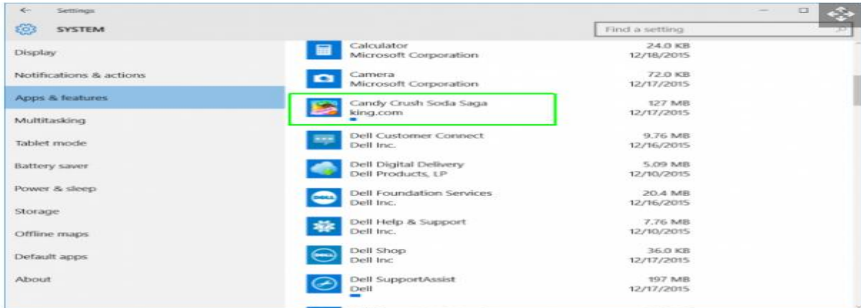 Settings
SYSTEM
Find a setting
Display
Notifications & actions
Apps & features
Multitasking
Tablet mode
Battery saver
Power & sleep
Storage
Offline maps
Default apps
About
Calculator 24.0 KB
Microsoft Corporation 12/18/2015
Camera 72.0 KB
Microsoft Corporation 12/17/2015
Candy Crush Soda Saga 127 MB
king.com 12/17/2015
Dell Customer Connect 9.76 MB
Dell Inc. 12/16/2015
Dell Digital Delivery 5.09 MB
Dell Products, LP 12/10/2015
Dell Foundation Services 20.4 MB
Dell Inc. 12/16/2015
Dell Help & Support 7.76 MB
Dell Inc. 12/10/2015
Dell Shop 36.0 KB
Dell Inc 12/17/2015
Dell SupportAssist 197 MB
Dell 12/17/2015